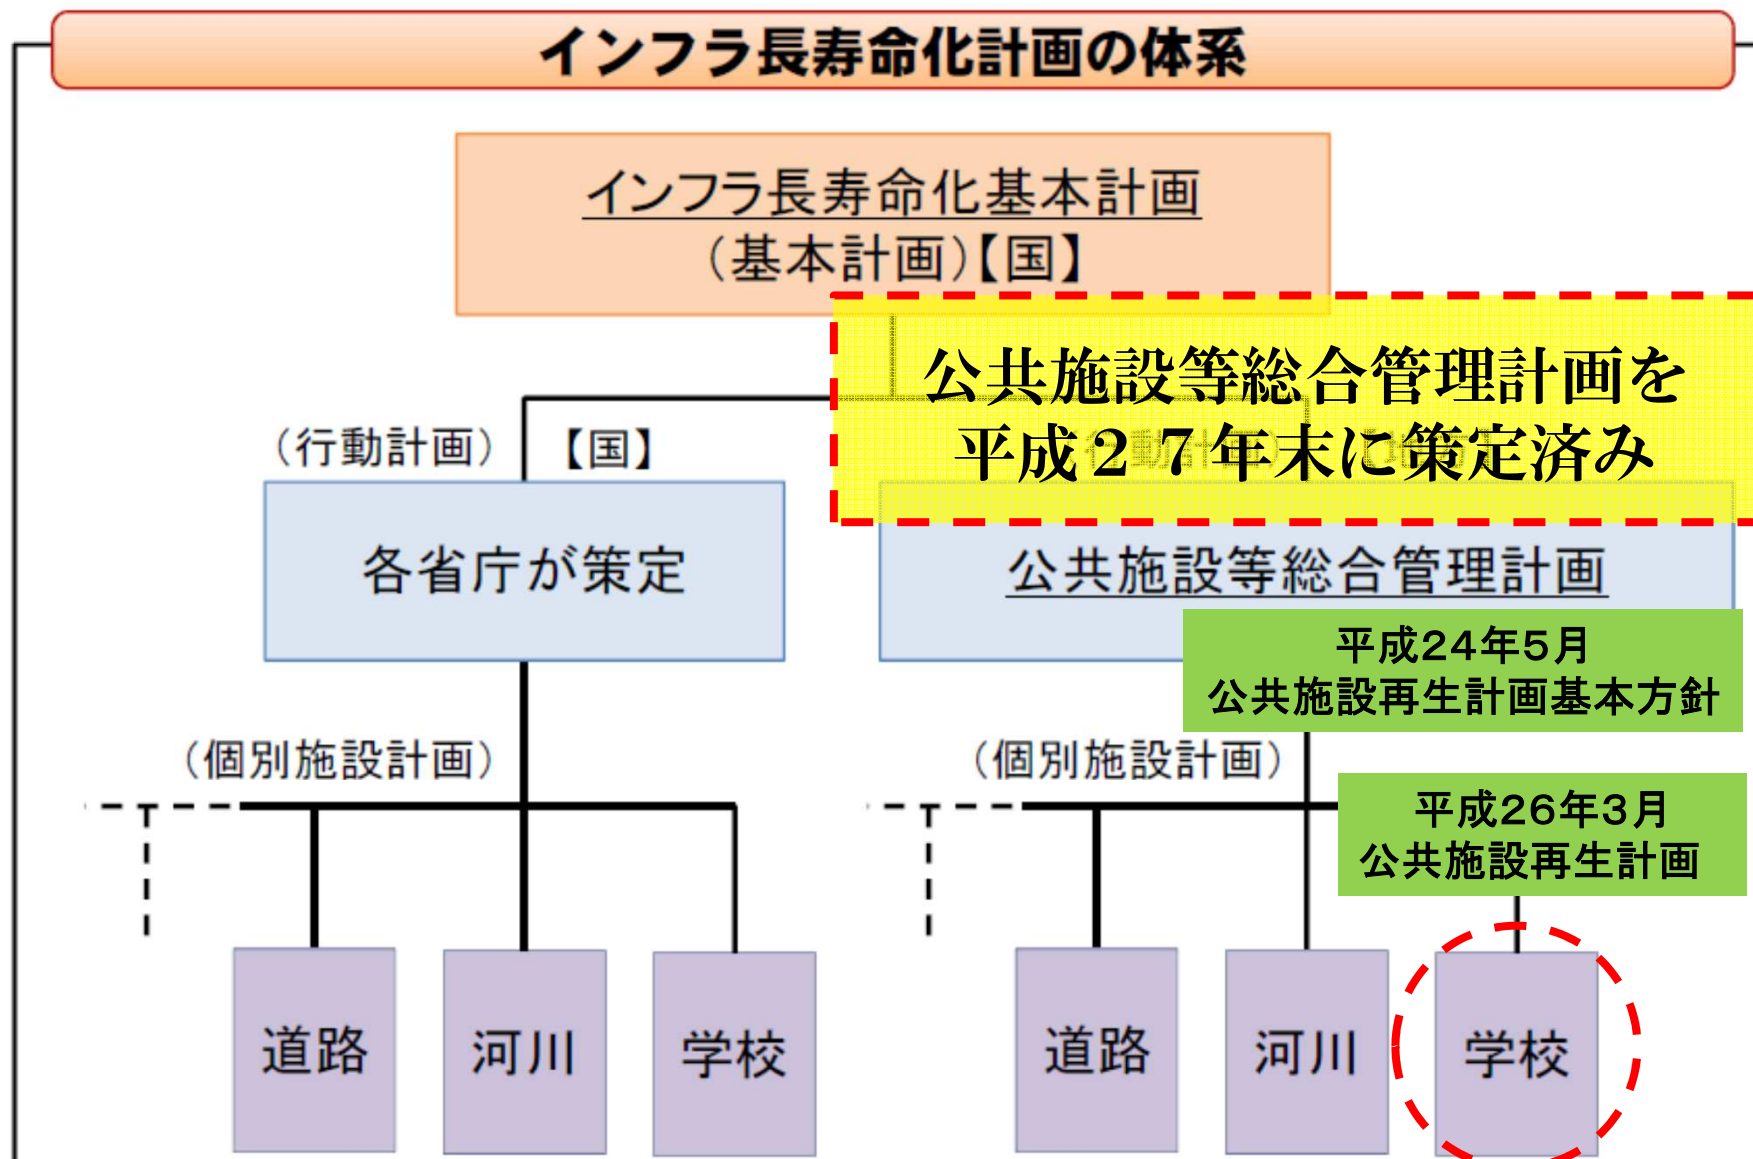 インフラ長寿命化計画の体系
インフラ長寿命化基本計画
（基本計画）【国】
公共施設等総合管理計画を
平成２７年末に策定済み
（行動計画）【国】
各省庁が策定
公共施設等総合管理計画
平成24年5月
公共施設再生計画基本方針
（個別施設計画）
（個別施設計画）
平成26年3月
公共施設再生計画
道路
河川
学校
道路
河川
学校